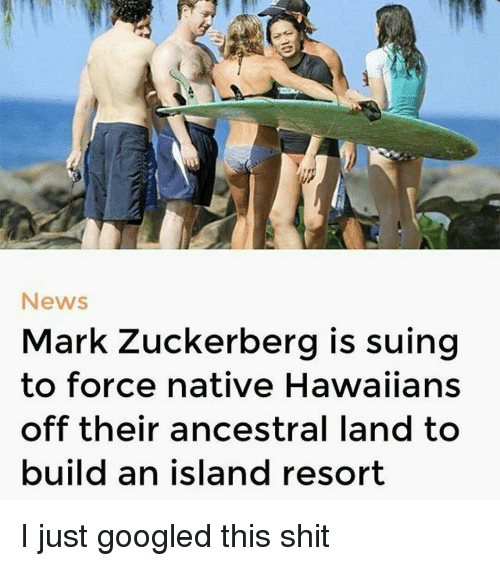 News
Mark Zuckerberg is suing
to force native Hawaiians
off their ancestral land to
build an island resort
I just googled this shit